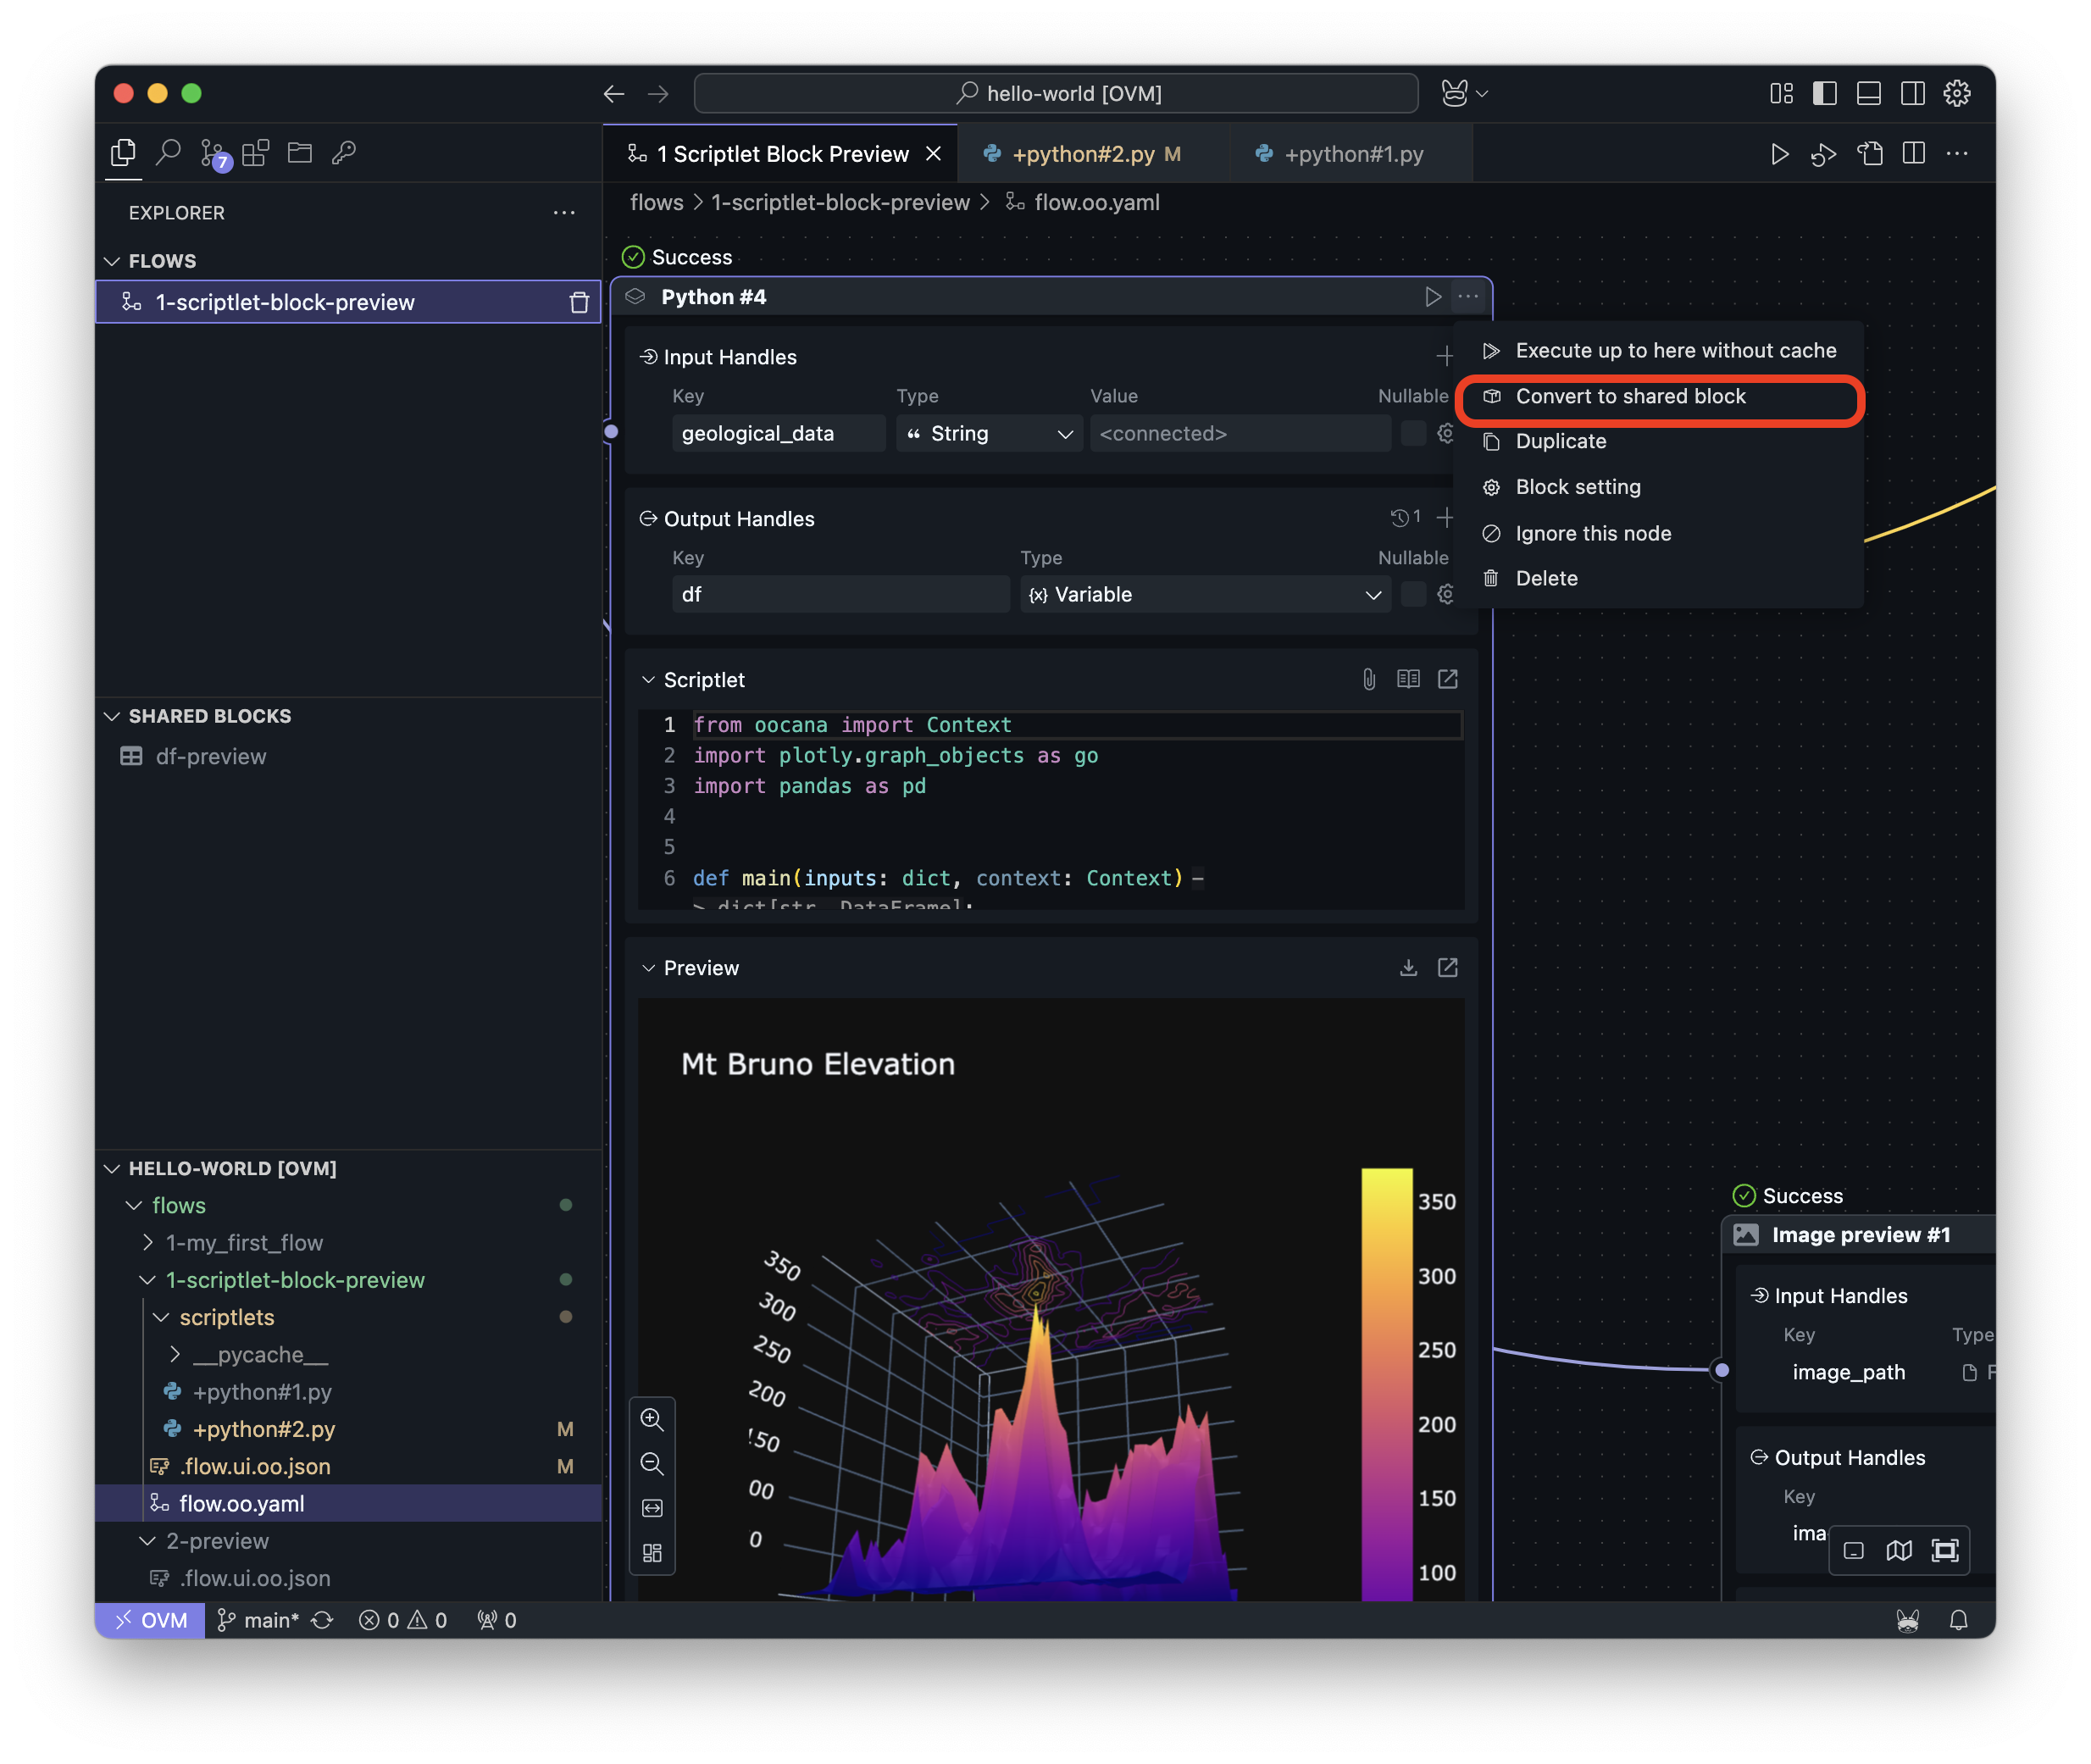 hello-world [OVM]
7
1 Scriptlet Block Preview
+python#2.py M
+python#1.py
EXPLORER
flows > 1-scriptlet-block-preview > flow.oo.yaml
FLOWS
1-scriptlet-block-preview
Success
Python #4
Input Handles
Key Type Value Nullable
geological_data String <connected>
Output Handles
1
Key Type Nullable
df {x} Variable
Execute up to here without cache
Convert to shared block
Duplicate
Block setting
Ignore this node
Delete
SHARED BLOCKS
df-preview
Scriptlet
1 from oocana import Context
2 import plotly.graph_objects as go
3 import pandas as pd
4
5
6 def main(inputs: dict, context: Context) -
> dict[str, DataFrame]:
Preview
Mt Bruno Elevation
350
300
250
200
150
100
350
300
250
200
50
00
0
Success
Image preview #1
Input Handles
Key Type
image_path F
Output Handles
Key
ima
HELLO-WORLD [OVM]
flows
1-my_first_flow
1-scriptlet-block-preview
scriptlets
__pycache__
+python#1.py
+python#2.py M
.flow.ui.oo.json M
flow.oo.yaml
2-preview
.flow.ui.oo.json
OVM main* 0 0 0